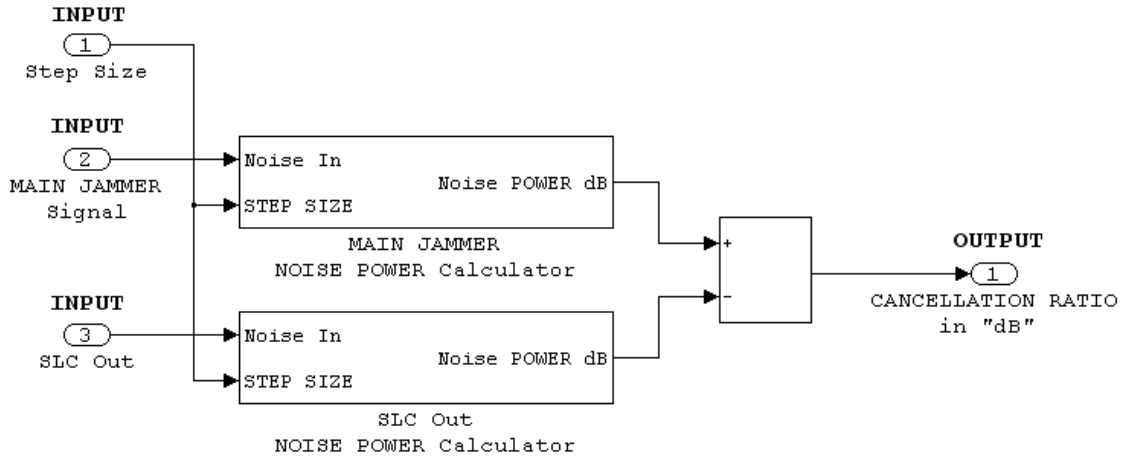 INPUT
1
Step Size
INPUT
2
MAIN JAMMER
Signal
Noise In
STEP SIZE
Noise POWER dB
MAIN JAMMER
NOISE POWER Calculator
INPUT
3
SLC Out
Noise In
STEP SIZE
Noise POWER dB
SLC Out
NOISE POWER Calculator
+
−
OUTPUT
1
CANCELLATION RATIO
in "dB"